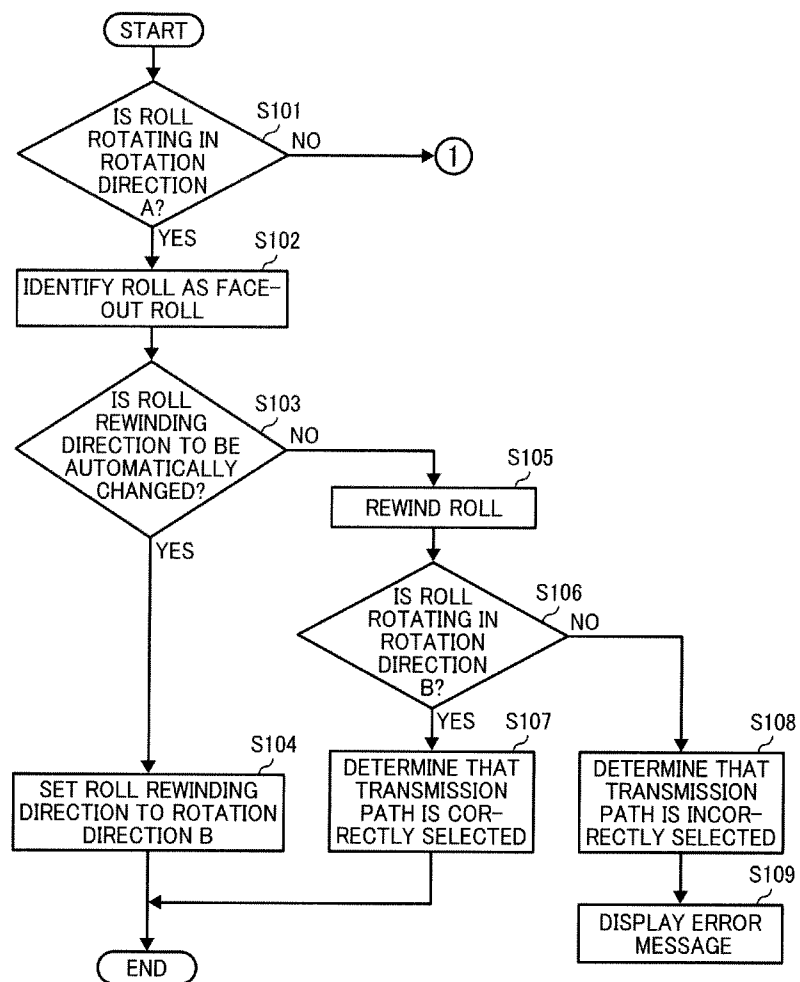 START
S101
IS ROLL
ROTATING IN
ROTATION
DIRECTION
A?
NO
1
YES
S102
IDENTIFY ROLL AS FACE-
OUT ROLL
S103
IS ROLL
REWINDING
DIRECTION TO BE
AUTOMATICALLY
CHANGED?
NO
YES
S105
REWIND ROLL
S106
IS ROLL
ROTATING IN
ROTATION
DIRECTION
B?
NO
YES
S104
SET ROLL REWINDING
DIRECTION TO ROTATION
DIRECTION B
S107
DETERMINE THAT
TRANSMISSION
PATH IS COR-
RECTLY SELECTED
S108
DETERMINE THAT
TRANSMISSION
PATH IS INCOR-
RECTLY SELECTED
S109
DISPLAY ERROR
MESSAGE
END